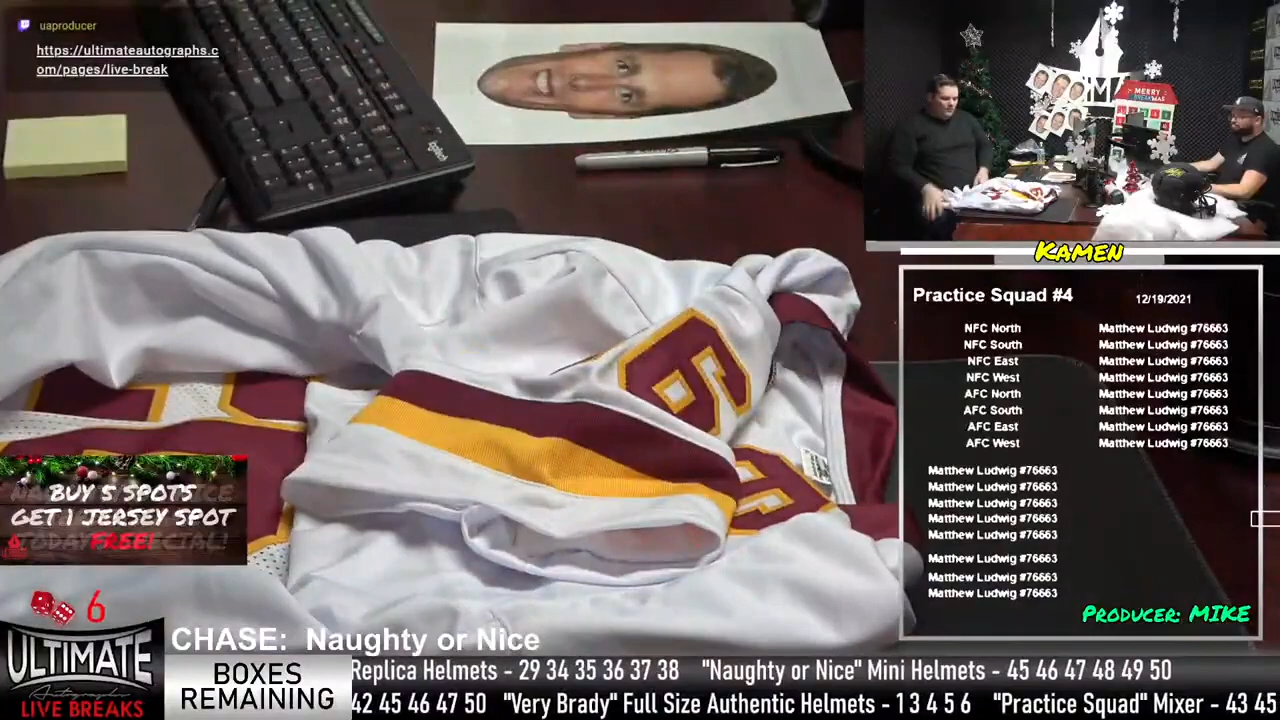 uaproducer
https://ultimateautographs.c
om/pages/live-break
logitech
MERRY
BREAKMAS
Kamen
Practice Squad #4
12/19/2021
NFC North Matthew Ludwig #76663
NFC South Matthew Ludwig #76663
NFC East Matthew Ludwig #76663
NFC West Matthew Ludwig #76663
AFC North Matthew Ludwig #76663
AFC South Matthew Ludwig #76663
AFC East Matthew Ludwig #76663
AFC West Matthew Ludwig #76663
Matthew Ludwig #76663
Matthew Ludwig #76663
Matthew Ludwig #76663
Matthew Ludwig #76663
Matthew Ludwig #76663
Matthew Ludwig #76663
Matthew Ludwig #76663
Matthew Ludwig #76663
Producer: MIKE
BUY 5 SPOTS
GET 1 JERSEY SPOT
FREE!
6
ULTIMATE
Autographs
LIVE BREAKS
CHASE: Naughty or Nice
BOXES
REMAINING
Replica Helmets - 29 34 35 36 37 38 "Naughty or Nice" Mini Helmets - 45 46 47 48 49 50
42 45 46 47 50 "Very Brady" Full Size Authentic Helmets - 1 3 4 5 6 "Practice Squad" Mixer - 43 45